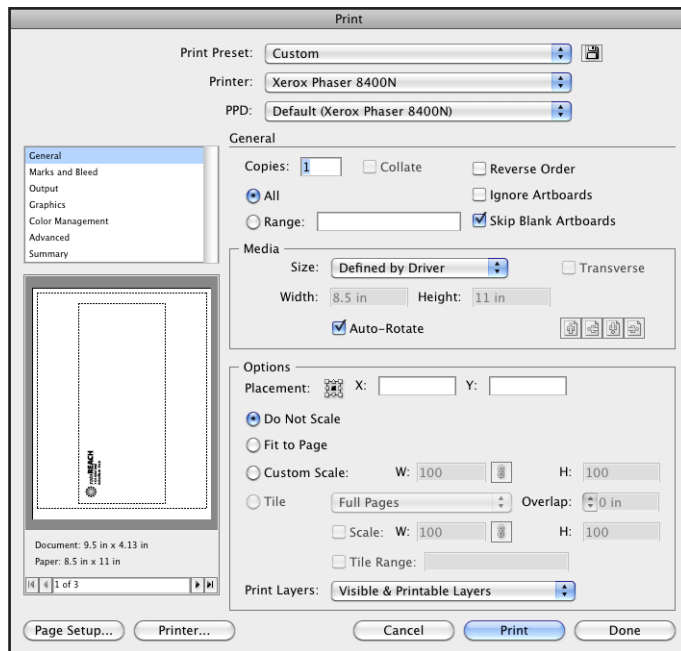 Print
Print Preset: Custom
Printer: Xerox Phaser 8400N
PPD: Default (Xerox Phaser 8400N)
General
Marks and Bleed
Output
Graphics
Color Management
Advanced
Summary
General
Copies: 1 Collate Reverse Order
All Ignore Artboards
Range: Skip Blank Artboards
Media
Size: Defined by Driver Transverse
Width: 8.5 in Height: 11 in
Auto-Rotate
REACH
Document: 9.5 in x 4.13 in
Paper: 8.5 in x 11 in
1 of 3
Options
Placement: X: Y:
Do Not Scale
Fit to Page
Custom Scale: W: 100 H: 100
Tile Full Pages Overlap: 0 in
Scale: W: 100 H: 100
Tile Range:
Print Layers: Visible & Printable Layers
Page Setup... Printer... Cancel Print Done